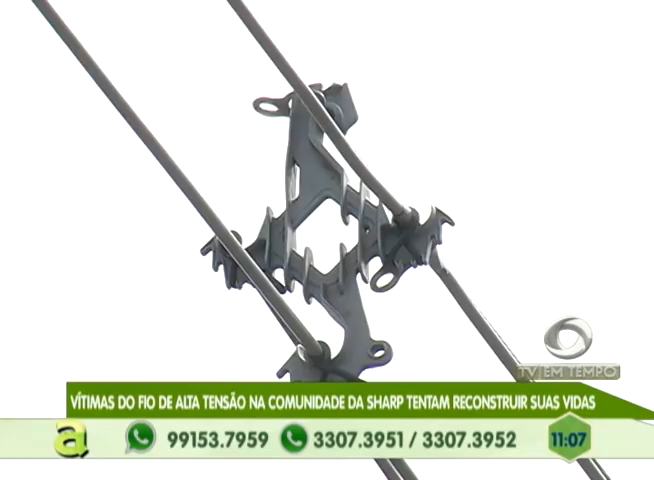 TV EM TEMPO
VÍTIMAS DO FIO DE ALTA TENSÃO NA COMUNIDADE DA SHARP TENTAM RECONSTRUIR SUAS VIDAS
a 99153.7959 3307.3951 / 3307.3952 11:07